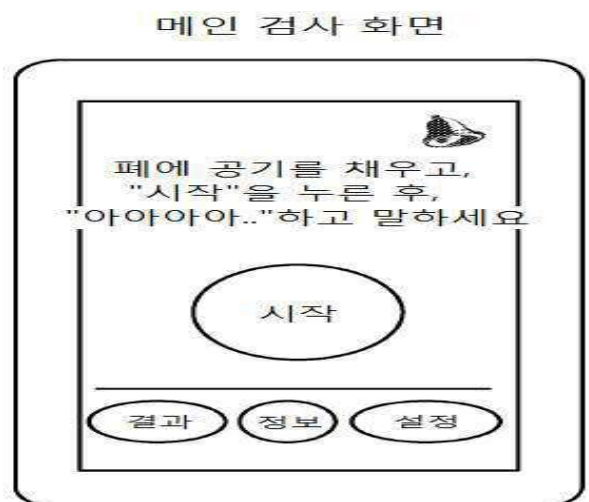 메인 검사 화면
폐에 공기를 채우고,
"시작"을 누른 후,
"아아아아.."하고 말하세요
시작
결과 정보 설정